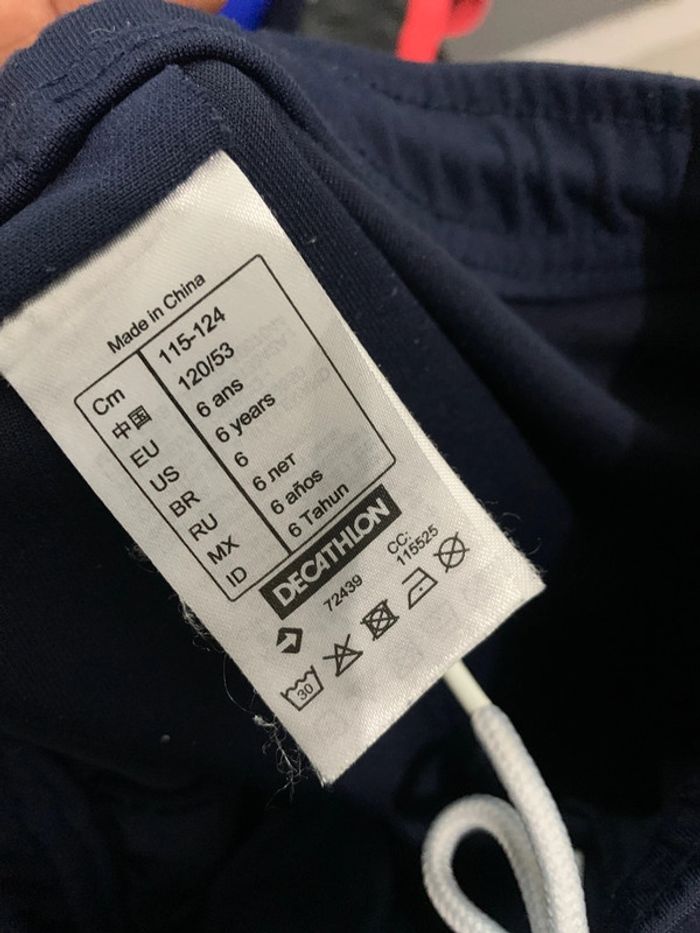 Made in China
Cm 115-124
中国 120/53
EU 6 ans
US 6 years
BR 6
RU 6 лет
MX 6 años
ID 6 Tahun
DECATHLON
72439
CC:
115525
30